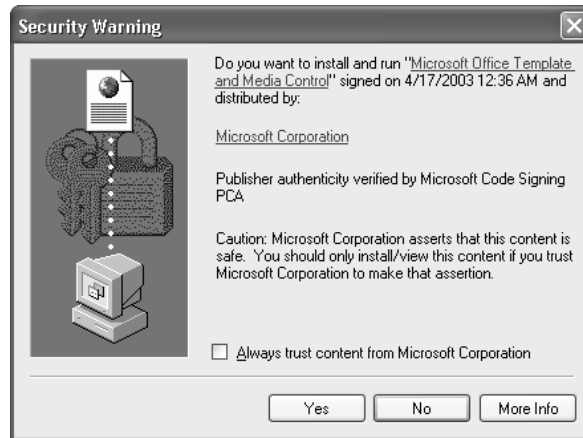 Security Warning
Do you want to install and run "Microsoft Office Template
and Media Control" signed on 4/17/2003 12:36 AM and
distributed by:
Microsoft Corporation
Publisher authenticity verified by Microsoft Code Signing
PCA
Caution: Microsoft Corporation asserts that this content is
safe. You should only install/view this content if you trust
Microsoft Corporation to make that assertion.
Always trust content from Microsoft Corporation
Yes
No
More Info